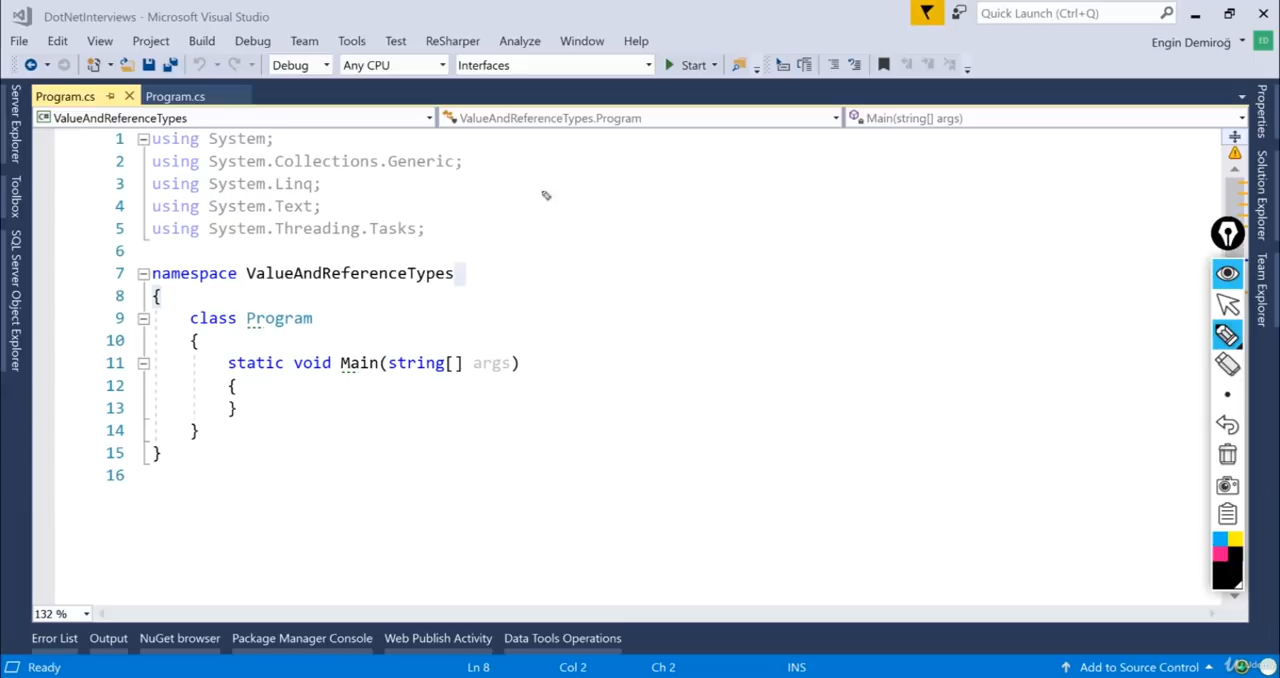 DotNetInterviews - Microsoft Visual Studio
Quick Launch (Ctrl+Q)
File Edit View Project Build Debug Team Tools Test ReSharper Analyze Window Help
Engin Demiroğ ED
Debug Any CPU Interfaces Start
Program.cs Program.cs
ValueAndReferenceTypes ValueAndReferenceTypes.Program Main(string[] args)
Server Explorer
Toolbox
SQL Server Object Explorer
1 using System;
2 using System.Collections.Generic;
3 using System.Linq;
4 using System.Text;
5 using System.Threading.Tasks;
6
7 namespace ValueAndReferenceTypes
8 {
9 class Program
10 {
11 static void Main(string[] args)
12 {
13 }
14 }
15 }
16
Properties
Solution Explorer
Team Explorer
132 %
Error List Output NuGet browser Package Manager Console Web Publish Activity Data Tools Operations
Ready Ln 8 Col 2 Ch 2 INS Add to Source Control